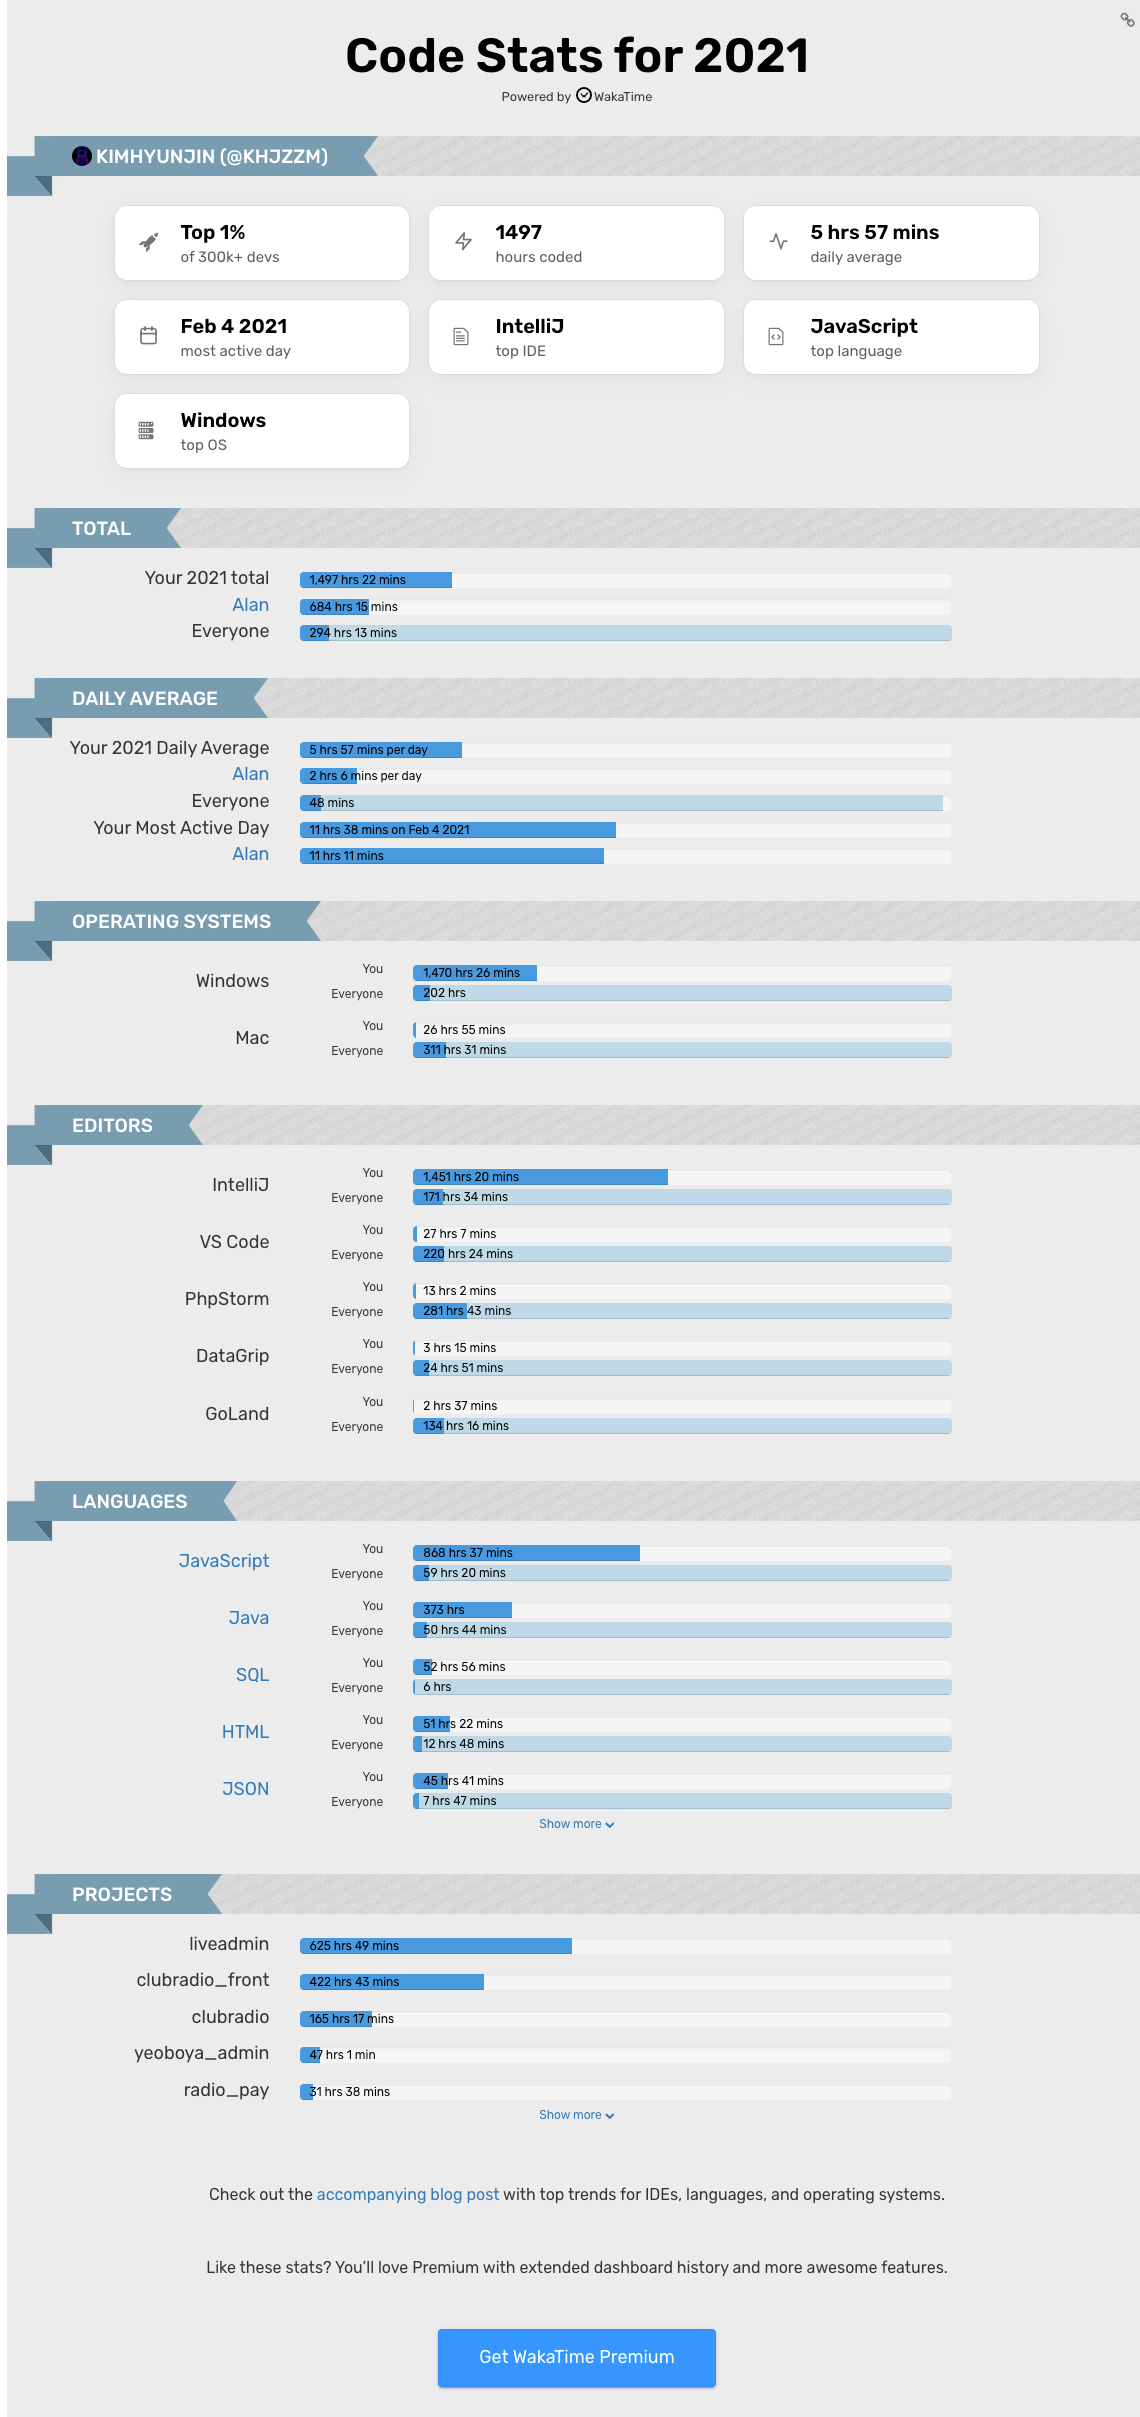 Code Stats for 2021
Powered by WakaTime
KIMHYUNJIN (@KHJZZM)
Top 1%
of 300k+ devs
1497
hours coded
5 hrs 57 mins
daily average
Feb 4 2021
most active day
IntelliJ
top IDE
JavaScript
top language
Windows
top OS
TOTAL
Your 2021 total 1,497 hrs 22 mins
Alan 684 hrs 15 mins
Everyone 294 hrs 13 mins
DAILY AVERAGE
Your 2021 Daily Average 5 hrs 57 mins per day
Alan 2 hrs 6 mins per day
Everyone 48 mins
Your Most Active Day 11 hrs 38 mins on Feb 4 2021
Alan 11 hrs 11 mins
OPERATING SYSTEMS
Windows
You 1,470 hrs 26 mins
Everyone 202 hrs
Mac
You 26 hrs 55 mins
Everyone 311 hrs 31 mins
EDITORS
IntelliJ
You 1,451 hrs 20 mins
Everyone 171 hrs 34 mins
VS Code
You 27 hrs 7 mins
Everyone 220 hrs 24 mins
PhpStorm
You 13 hrs 2 mins
Everyone 281 hrs 43 mins
DataGrip
You 3 hrs 15 mins
Everyone 24 hrs 51 mins
GoLand
You 2 hrs 37 mins
Everyone 134 hrs 16 mins
LANGUAGES
JavaScript
You 868 hrs 37 mins
Everyone 59 hrs 20 mins
Java
You 373 hrs
Everyone 50 hrs 44 mins
SQL
You 52 hrs 56 mins
Everyone 6 hrs
HTML
You 51 hrs 22 mins
Everyone 12 hrs 48 mins
JSON
You 45 hrs 41 mins
Everyone 7 hrs 47 mins
Show more
PROJECTS
liveadmin 625 hrs 49 mins
clubradio_front 422 hrs 43 mins
clubradio 165 hrs 17 mins
yeoboya_admin 47 hrs 1 min
radio_pay 31 hrs 38 mins
Show more
Check out the accompanying blog post with top trends for IDEs, languages, and operating systems.
Like these stats? You'll love Premium with extended dashboard history and more awesome features.
Get WakaTime Premium